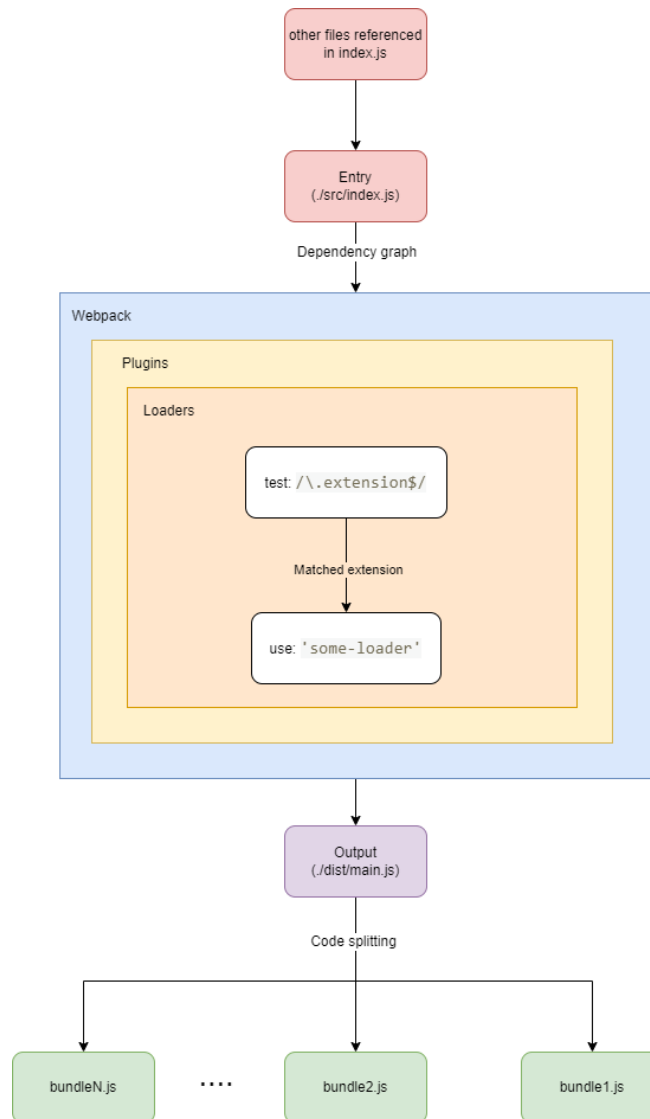 other files referenced
in index.js
Entry
(./src/index.js)
Dependency graph
Webpack
Plugins
Loaders
test: /\.extension$/
Matched extension
use: 'some-loader'
Output
(./dist/main.js)
Code splitting
bundleN.js
....
bundle2.js
bundle1.js